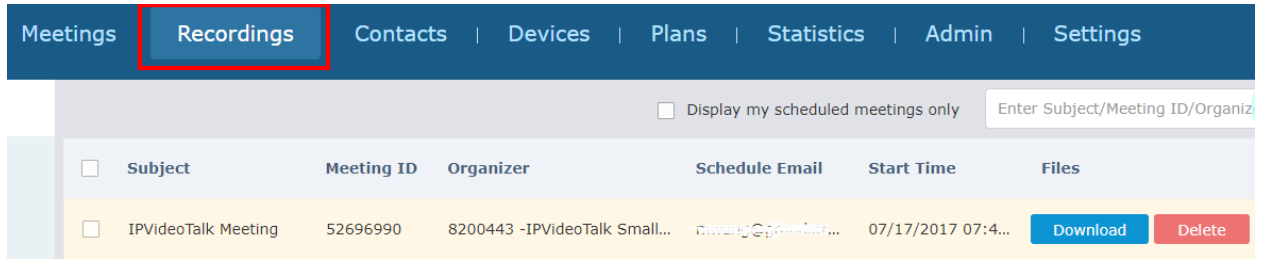 Meetings Recordings Contacts | Devices | Plans | Statistics | Admin | Settings
Display my scheduled meetings only Enter Subject/Meeting ID/Organiz
Subject Meeting ID Organizer Schedule Email Start Time Files
IPVideoTalk Meeting 52696990 8200443 -IPVideoTalk Small... 07/17/2017 07:4... Download Delete